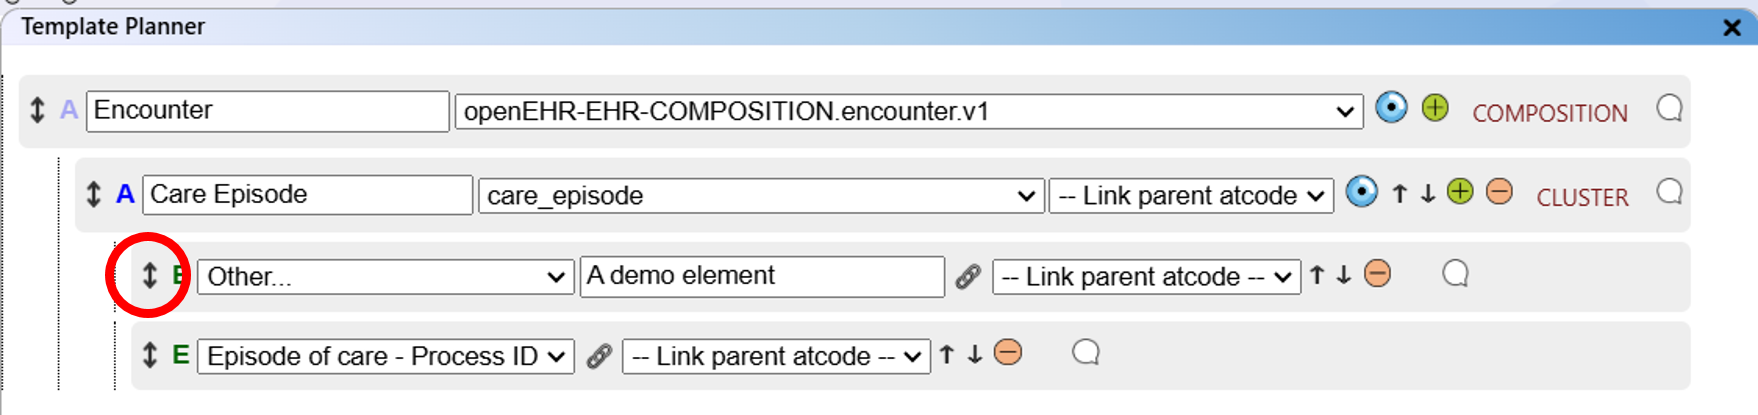 Template Planner
A Encounter openEHR-EHR-COMPOSITION.encounter.v1 COMPOSITION
A Care Episode care_episode -- Link parent atcode CLUSTER
E Other... A demo element -- Link parent atcode --
E Episode of care - Process ID -- Link parent atcode --